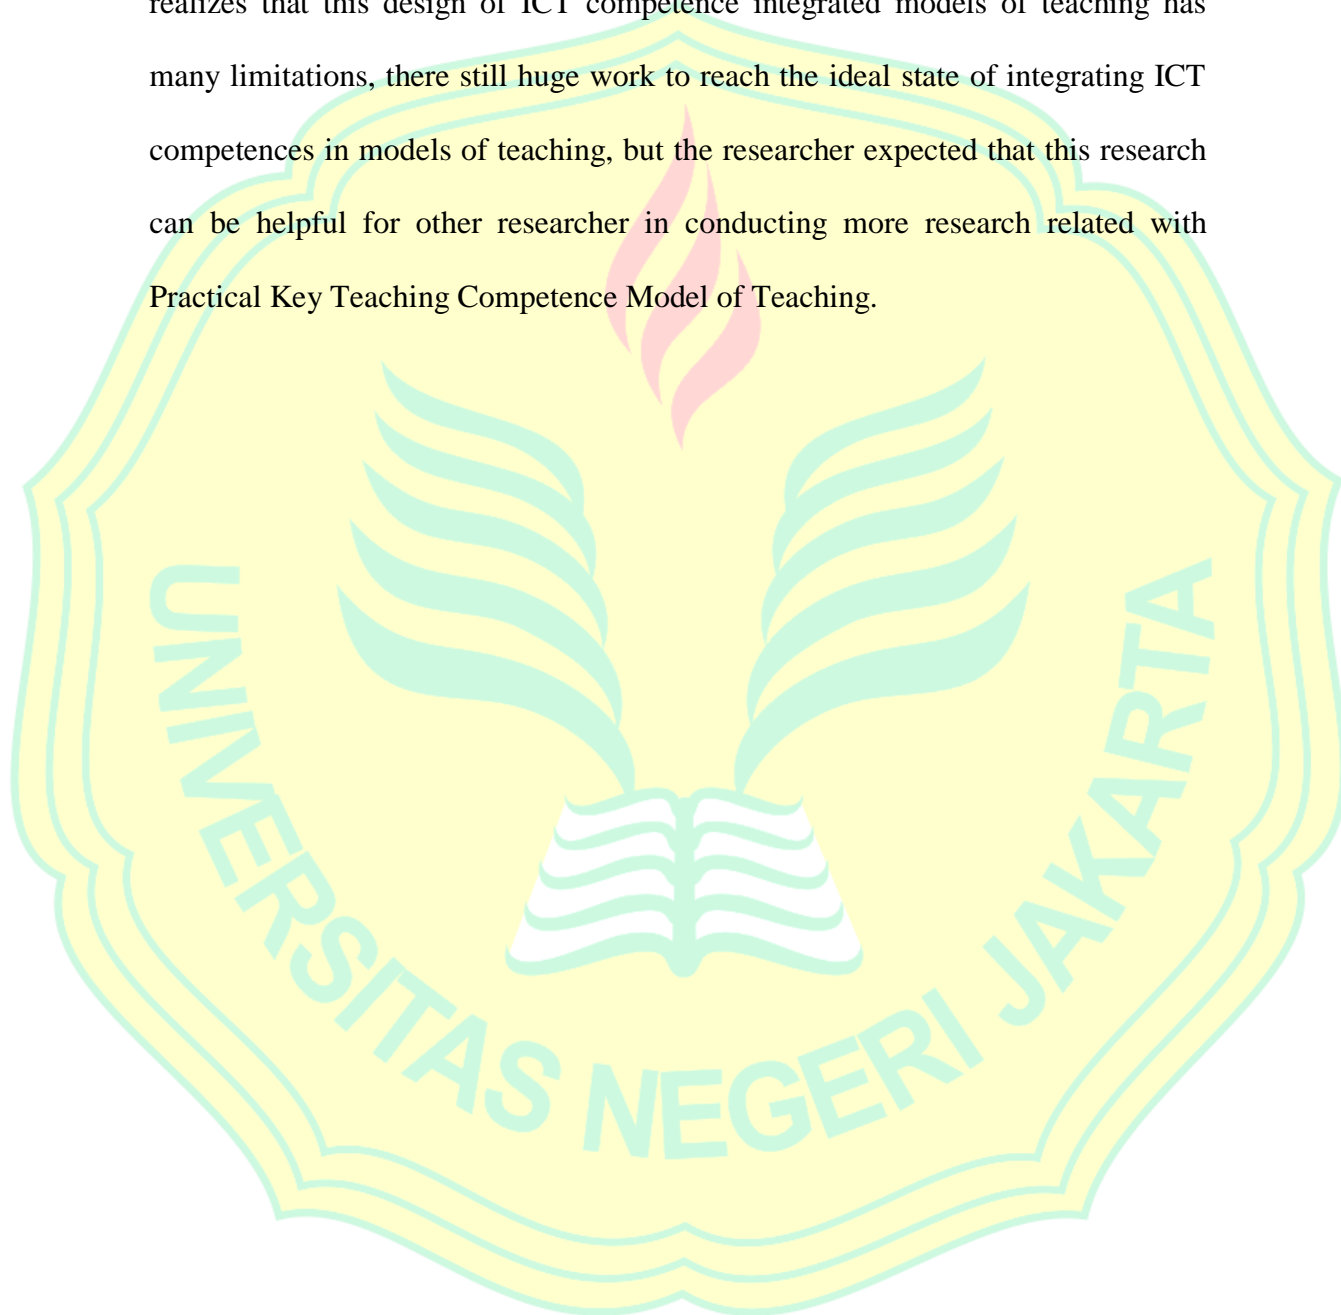 realizes that this design of ICT competence integrated models of teaching has
many limitations, there still huge work to reach the ideal state of integrating ICT
competences in models of teaching, but the researcher expected that this research
can be helpful for other researcher in conducting more research related with
Practical Key Teaching Competence Model of Teaching.
UNIVERSITAS NEGERI JAKARTA